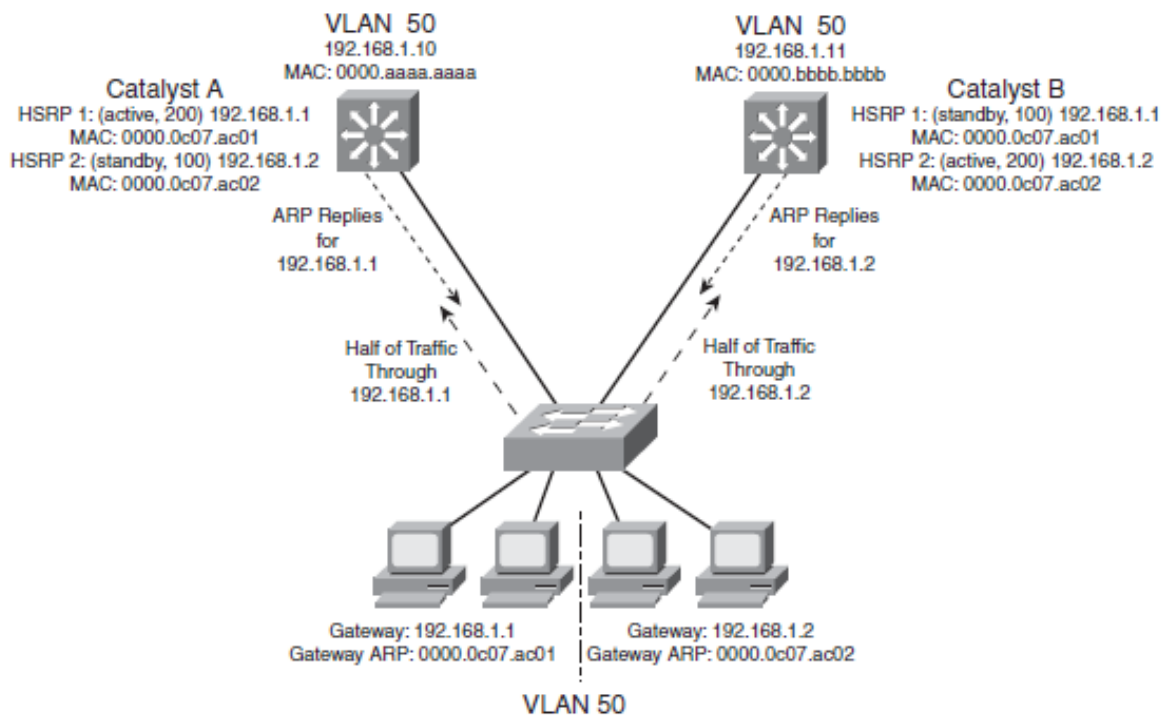 VLAN 50
192.168.1.10
MAC: 0000.aaaa.aaaa
Catalyst A
HSRP 1: (active, 200) 192.168.1.1
MAC: 0000.0c07.ac01
HSRP 2: (standby, 100) 192.168.1.2
MAC: 0000.0c07.ac02
VLAN 50
192.168.1.11
MAC: 0000.bbbb.bbbb
Catalyst B
HSRP 1: (standby, 100) 192.168.1.1
MAC: 0000.0c07.ac01
HSRP 2: (active, 200) 192.168.1.2
MAC: 0000.0c07.ac02
ARP Replies
for
192.168.1.1
ARP Replies
for
192.168.1.2
Half of Traffic
Through
192.168.1.1
Half of Traffic
Through
192.168.1.2
Gateway: 192.168.1.1
Gateway ARP: 0000.0c07.ac01
Gateway: 192.168.1.2
Gateway ARP: 0000.0c07.ac02
VLAN 50